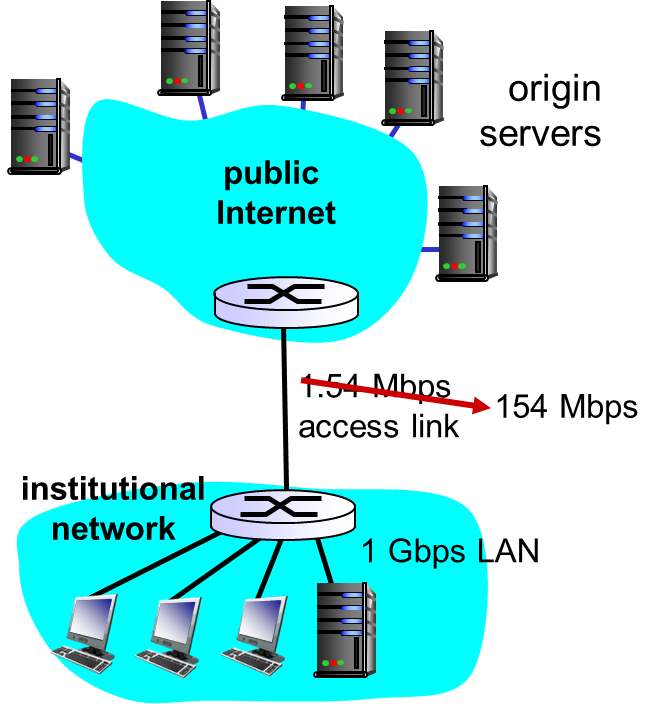 origin
servers
public
Internet
1.54 Mbps
access link
154 Mbps
institutional
network
1 Gbps LAN